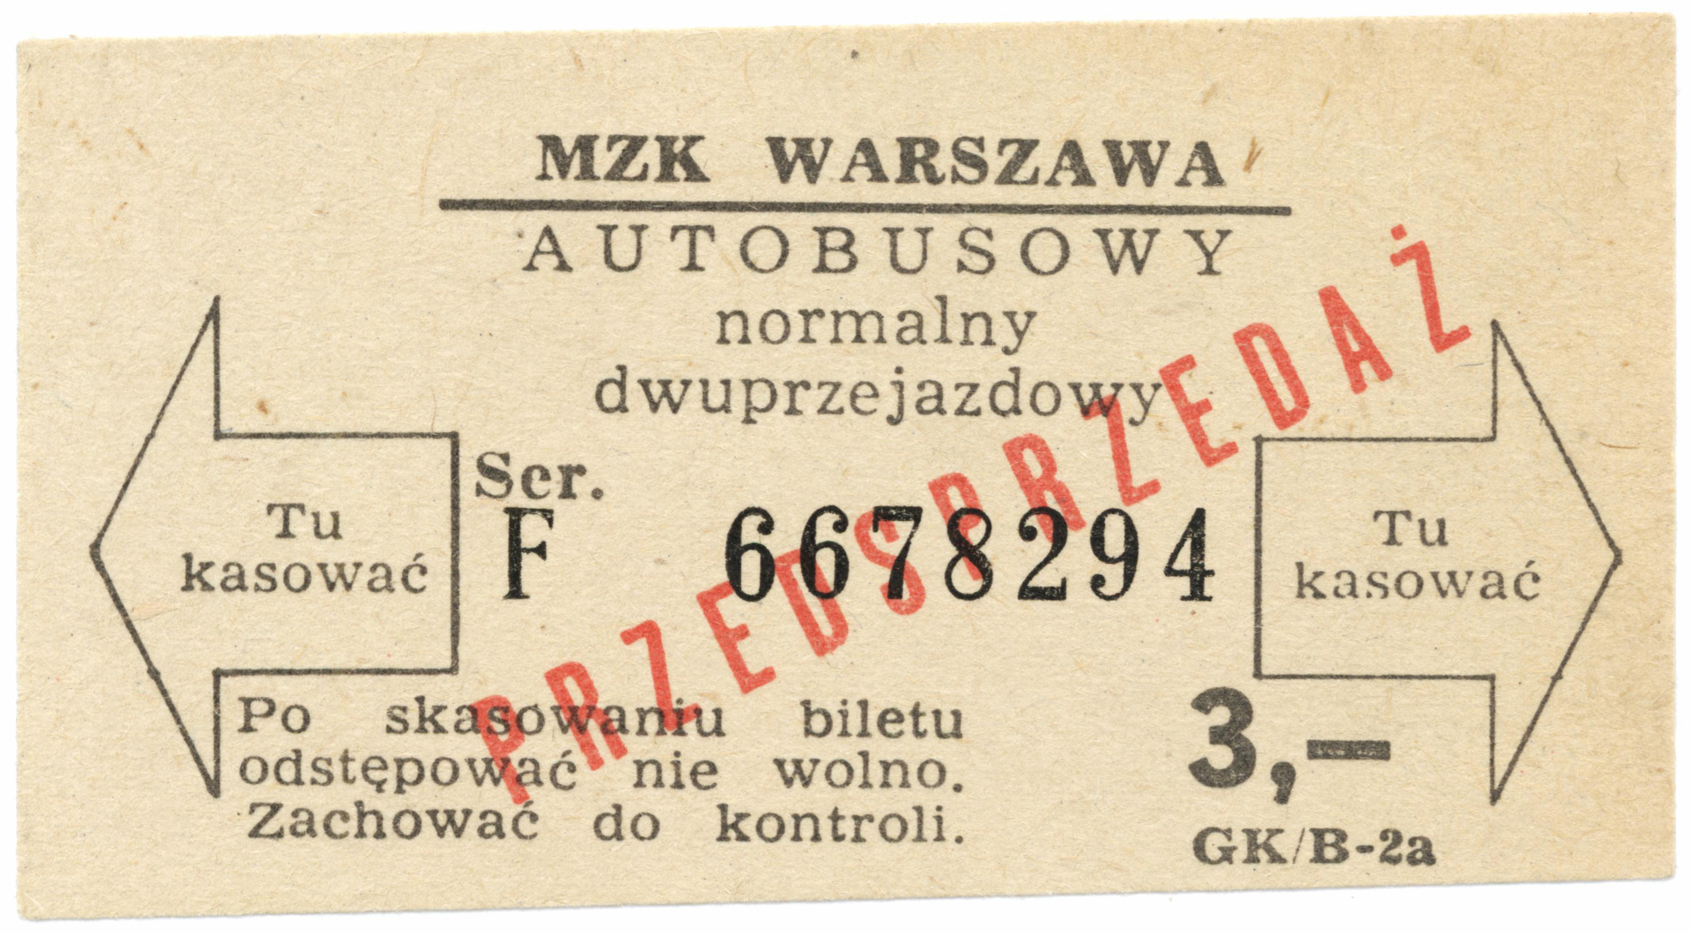 MZK WARSZAWA
AUTOBUSOWY
normalny
dwuprzejazdowy
PRZEDSPRZEDAŻ
Tu
kasować
Ser.
F 6678294
Tu
kasować
Po skasowaniu biletu
odstępować nie wolno.
Zachować do kontroli.
3,—
GK/B-2a